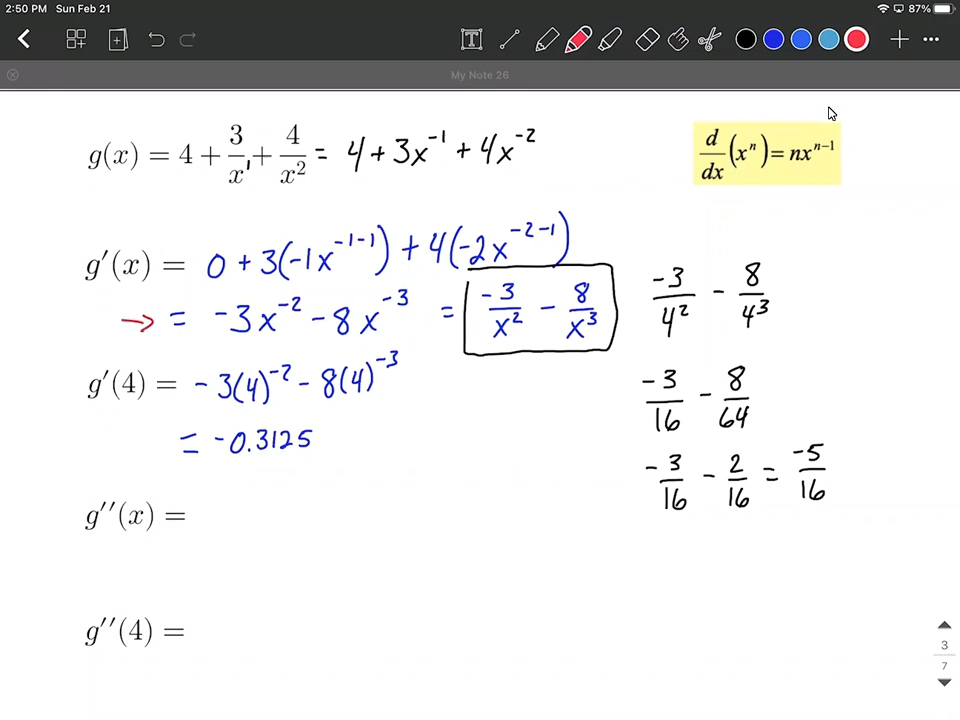 2:50 PM Sun Feb 21 87%
My Note 26
g(x) = 4 + 3/x¹ + 4/x² = 4 + 3x⁻¹ + 4x⁻²
d/dx (xⁿ) = nxⁿ⁻¹
g′(x) = 0 + 3(-1x⁻¹⁻¹) + 4(-2x⁻²⁻¹)
→ = -3x⁻² - 8x⁻³ = -3/x² - 8/x³
g′(4) = -3(4)⁻² - 8(4)⁻³
= -0.3125
g′′(x) =
g′′(4) =
-3/4² - 8/4³
-3/16 - 8/64
-3/16 - 2/16 = -5/16
3
7